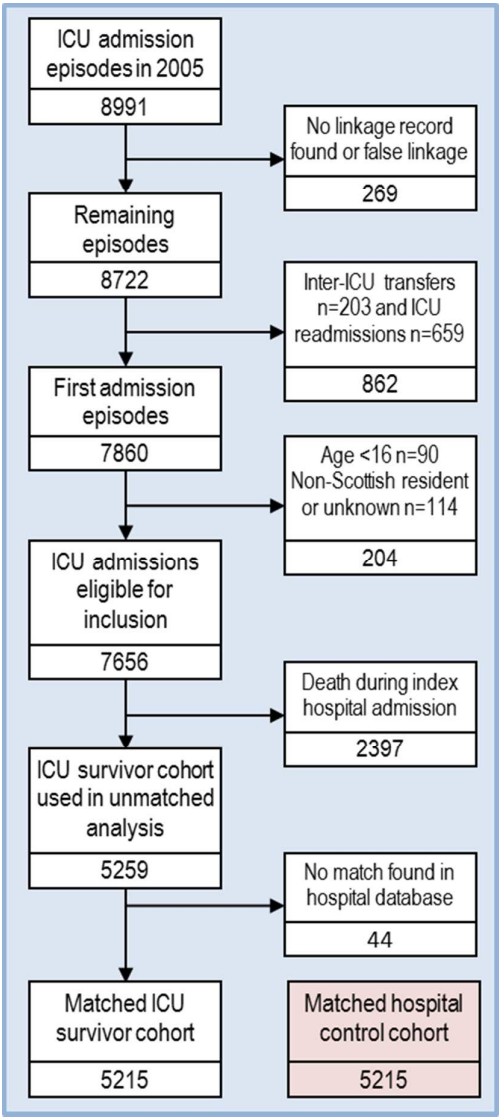 ICU admission
episodes in 2005
8991
No linkage record
found or false linkage
269
Remaining
episodes
8722
Inter-ICU transfers
n=203 and ICU
readmissions n=659
862
First admission
episodes
7860
Age <16 n=90
Non-Scottish resident
or unknown n=114
204
ICU admissions
eligible for
inclusion
7656
Death during index
hospital admission
2397
ICU survivor cohort
used in unmatched
analysis
5259
No match found in
hospital database
44
Matched ICU
survivor cohort
5215
Matched hospital
control cohort
5215